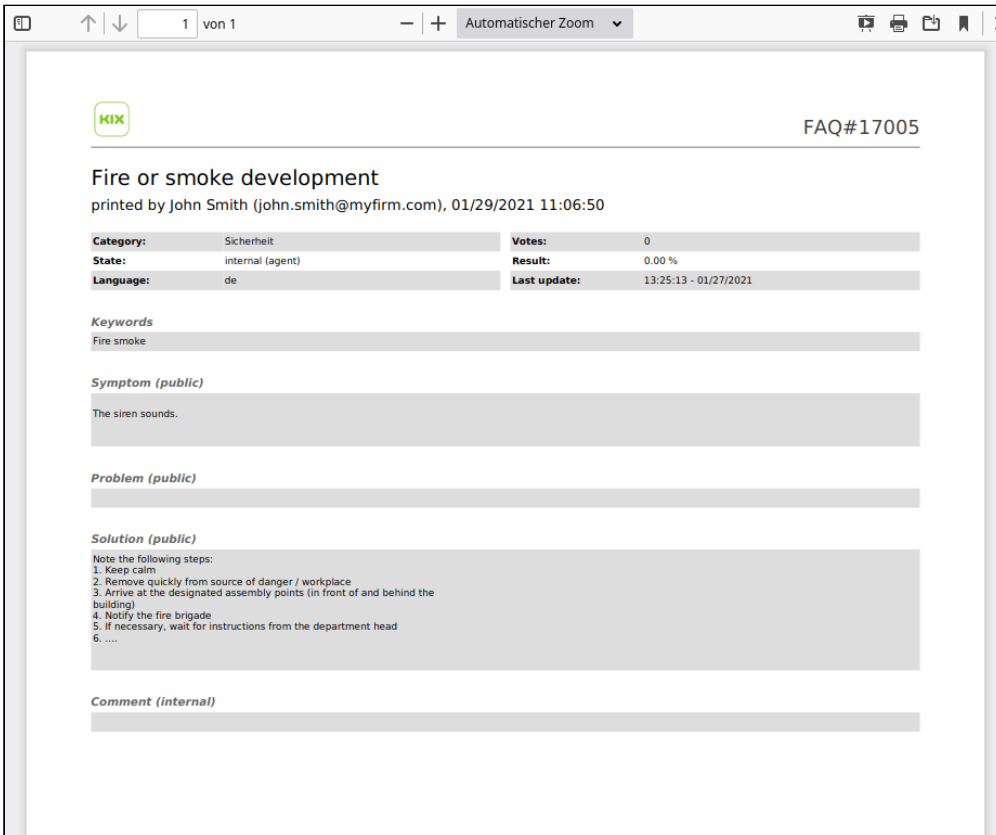 1 von 1 Automatischer Zoom
KIX
FAQ#17005
Fire or smoke development
printed by John Smith (john.smith@myfirm.com), 01/29/2021 11:06:50
Category: Sicherheit Votes: 0
State: internal (agent) Result: 0.00 %
Language: de Last update: 13:25:13 - 01/27/2021
Keywords
Fire smoke
Symptom (public)
The siren sounds.
Problem (public)
Solution (public)
Note the following steps:
1. Keep calm
2. Remove quickly from source of danger / workplace
3. Arrive at the designated assembly points (in front of and behind the
building)
4. Notify the fire brigade
5. If necessary, wait for instructions from the department head
6. ....
Comment (internal)